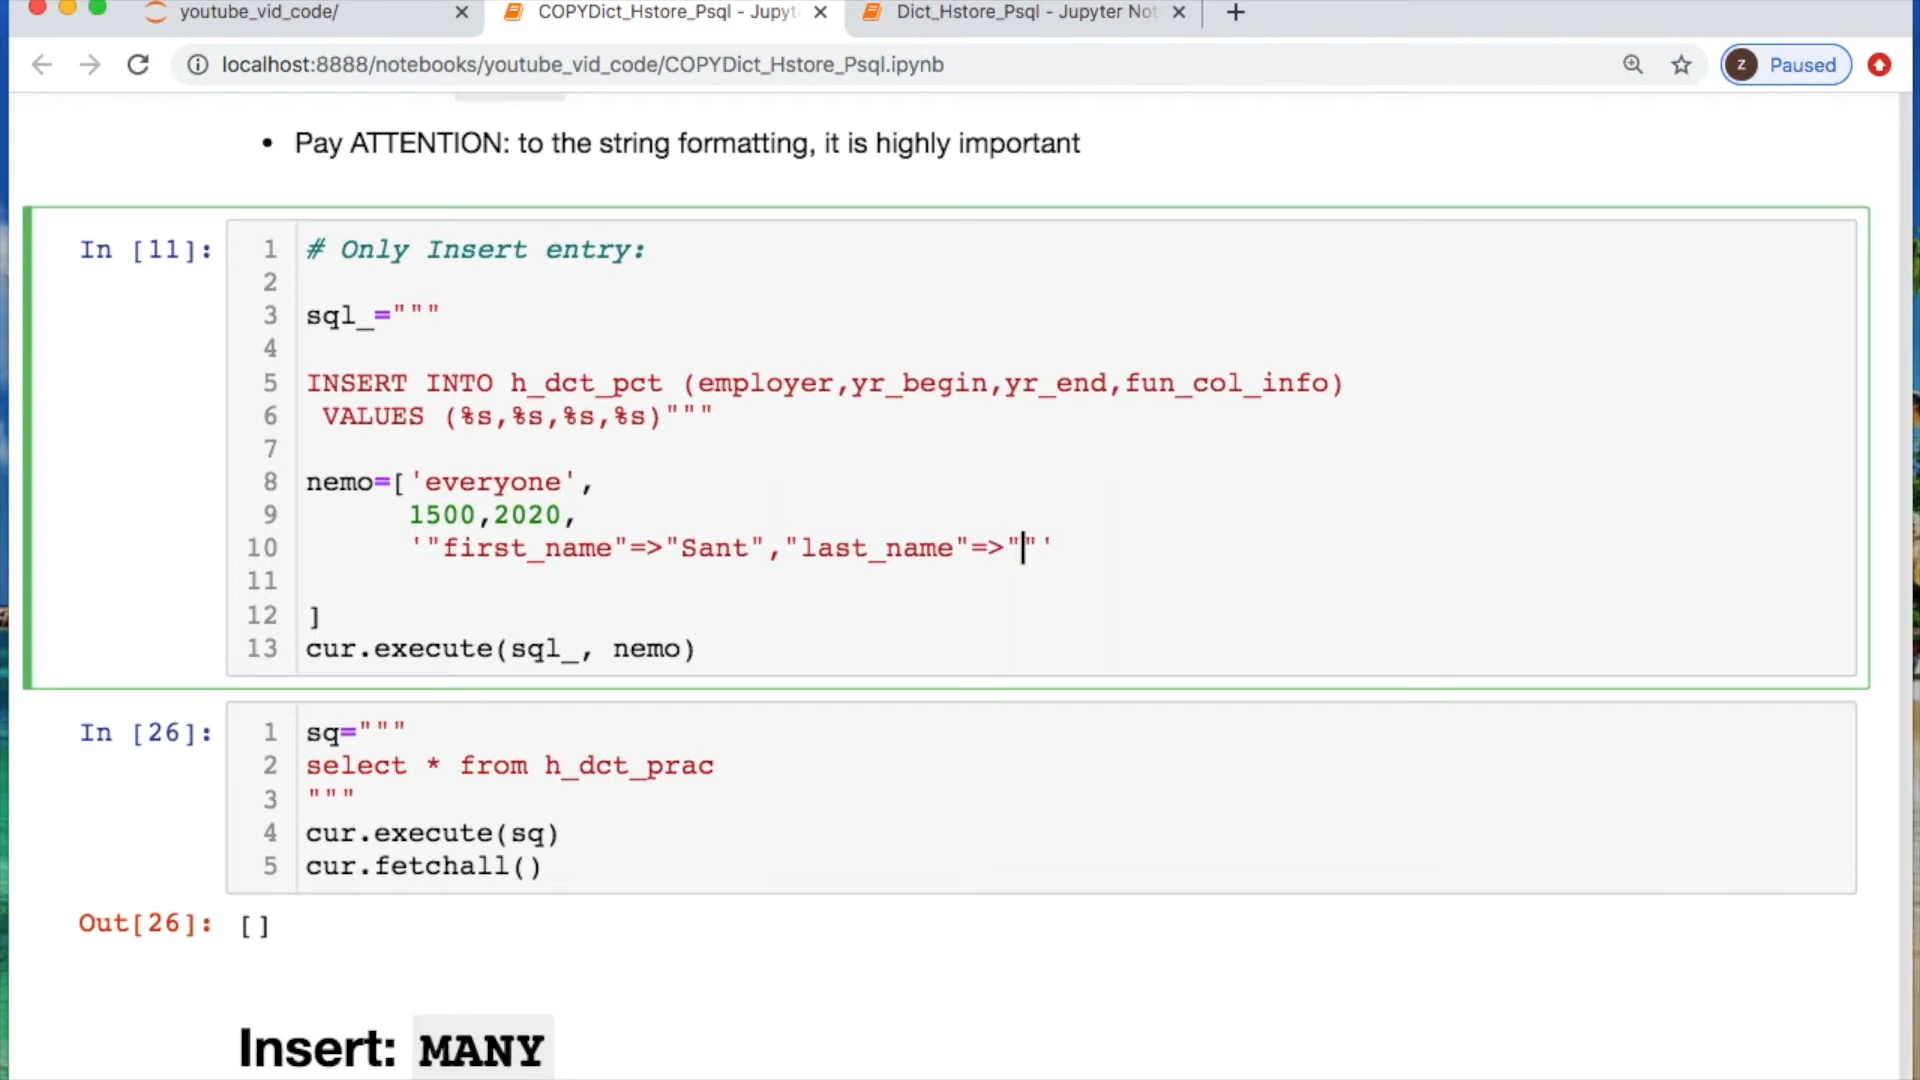 youtube_vid_code/
COPYDict_Hstore_Psql - Jupyt
Dict_Hstore_Psql - Jupyter Not
localhost:8888/notebooks/youtube_vid_code/COPYDict_Hstore_Psql.ipynb
z Paused
• Pay ATTENTION: to the string formatting, it is highly important
In [11]:
1 # Only Insert entry:
2
3 sql_="""
4
5 INSERT INTO h_dct_pct (employer,yr_begin,yr_end,fun_col_info)
6 VALUES (%s,%s,%s,%s)"""
7
8 nemo=['everyone',
9 1500,2020,
10 '"first_name"=>"Sant","last_name"=>""'
11
12 ]
13 cur.execute(sql_, nemo)
In [26]:
1 sq="""
2 select * from h_dct_prac
3 """
4 cur.execute(sq)
5 cur.fetchall()
Out[26]: []
Insert: MANY